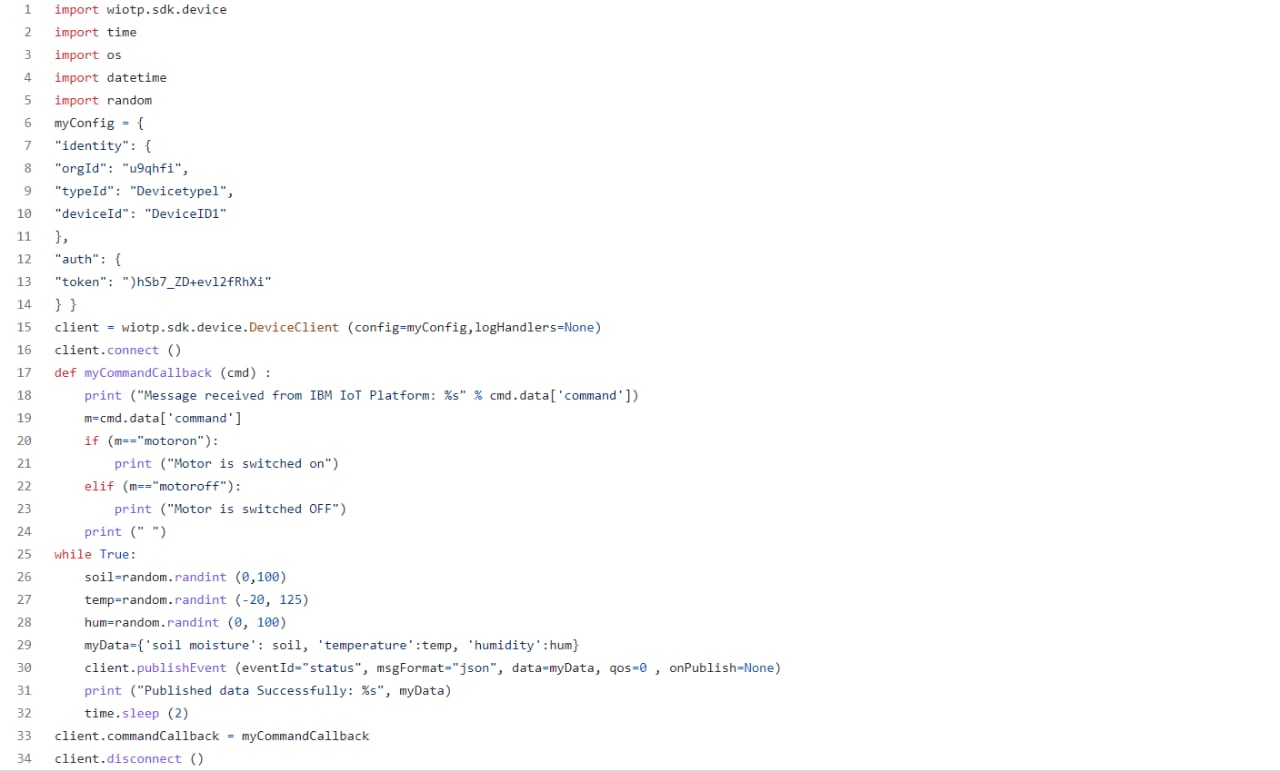 1 import wiotp.sdk.device
2 import time
3 import os
4 import datetime
5 import random
6 myConfig = {
7 "identity": {
8 "orgId": "u9qhfi",
9 "typeId": "Devicetypel",
10 "deviceId": "DeviceID1"
11 },
12 "auth": {
13 "token": ")hSb7_ZD+evl2fRhXi"
14 } }
15 client = wiotp.sdk.device.DeviceClient (config=myConfig,logHandlers=None)
16 client.connect ()
17 def myCommandCallback (cmd) :
18     print ("Message received from IBM IoT Platform: %s" % cmd.data['command'])
19     m=cmd.data['command']
20     if (m=="motoron"):
21         print ("Motor is switched on")
22     elif (m=="motoroff"):
23         print ("Motor is switched OFF")
24     print (" ")
25 while True:
26     soil=random.randint (0,100)
27     temp=random.randint (-20, 125)
28     hum=random.randint (0, 100)
29     myData={'soil moisture': soil, 'temperature':temp, 'humidity':hum}
30     client.publishEvent (eventId="status", msgFormat="json", data=myData, qos=0 , onPublish=None)
31     print ("Published data Successfully: %s", myData)
32     time.sleep (2)
33 client.commandCallback = myCommandCallback
34 client.disconnect ()